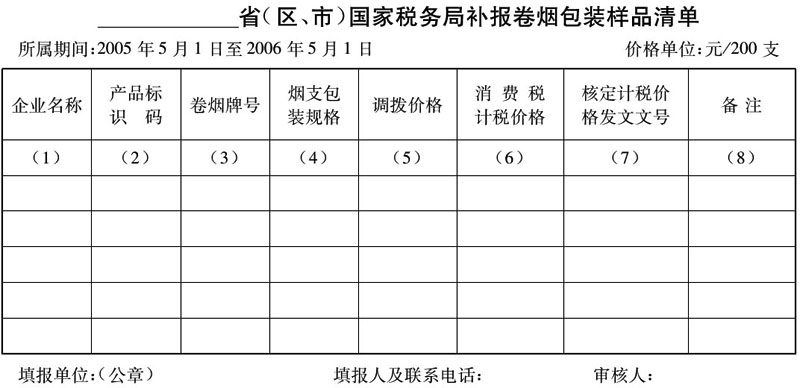 ____________省（区、市）国家税务局补报卷烟包装样品清单
所属期间：2005 年 5 月 1 日至 2006 年 5 月 1 日 价格单位：元/200 支
企业名称 产品标识 码 卷烟牌号 烟支包装规格 调拨价格 消 费 税计税价格 核定计税价格发文文号 备 注
（1） （2） （3） （4） （5） （6） （7） （8）
填报单位：（公章） 填报人及联系电话： 审核人：